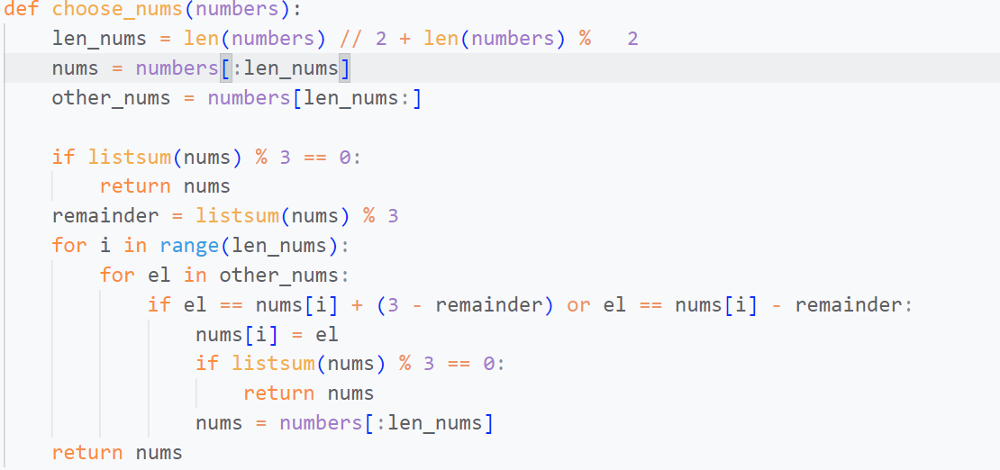 def choose_nums(numbers):
    len_nums = len(numbers) // 2 + len(numbers) %   2
    nums = numbers[:len_nums]
    other_nums = numbers[len_nums:]

    if listsum(nums) % 3 == 0:
        return nums
    remainder = listsum(nums) % 3
    for i in range(len_nums):
        for el in other_nums:
            if el == nums[i] + (3 - remainder) or el == nums[i] - remainder:
                nums[i] = el
                if listsum(nums) % 3 == 0:
                    return nums
                nums = numbers[:len_nums]
    return nums